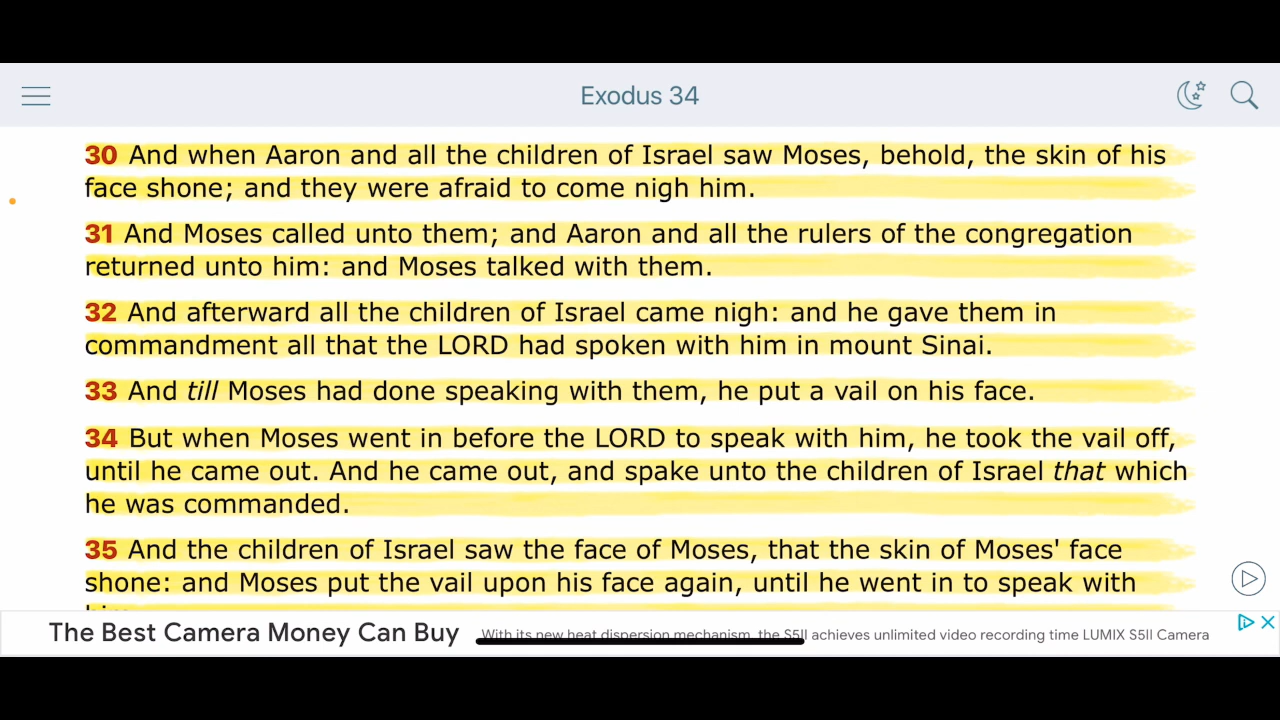 Exodus 34
30 And when Aaron and all the children of Israel saw Moses, behold, the skin of his
face shone; and they were afraid to come nigh him.
31 And Moses called unto them; and Aaron and all the rulers of the congregation
returned unto him: and Moses talked with them.
32 And afterward all the children of Israel came nigh: and he gave them in
commandment all that the LORD had spoken with him in mount Sinai.
33 And till Moses had done speaking with them, he put a vail on his face.
34 But when Moses went in before the LORD to speak with him, he took the vail off,
until he came out. And he came out, and spake unto the children of Israel that which
he was commanded.
35 And the children of Israel saw the face of Moses, that the skin of Moses' face
shone: and Moses put the vail upon his face again, until he went in to speak with
The Best Camera Money Can Buy
With its new heat dispersion mechanism, the S5II achieves unlimited video recording time LUMIX S5II Camera